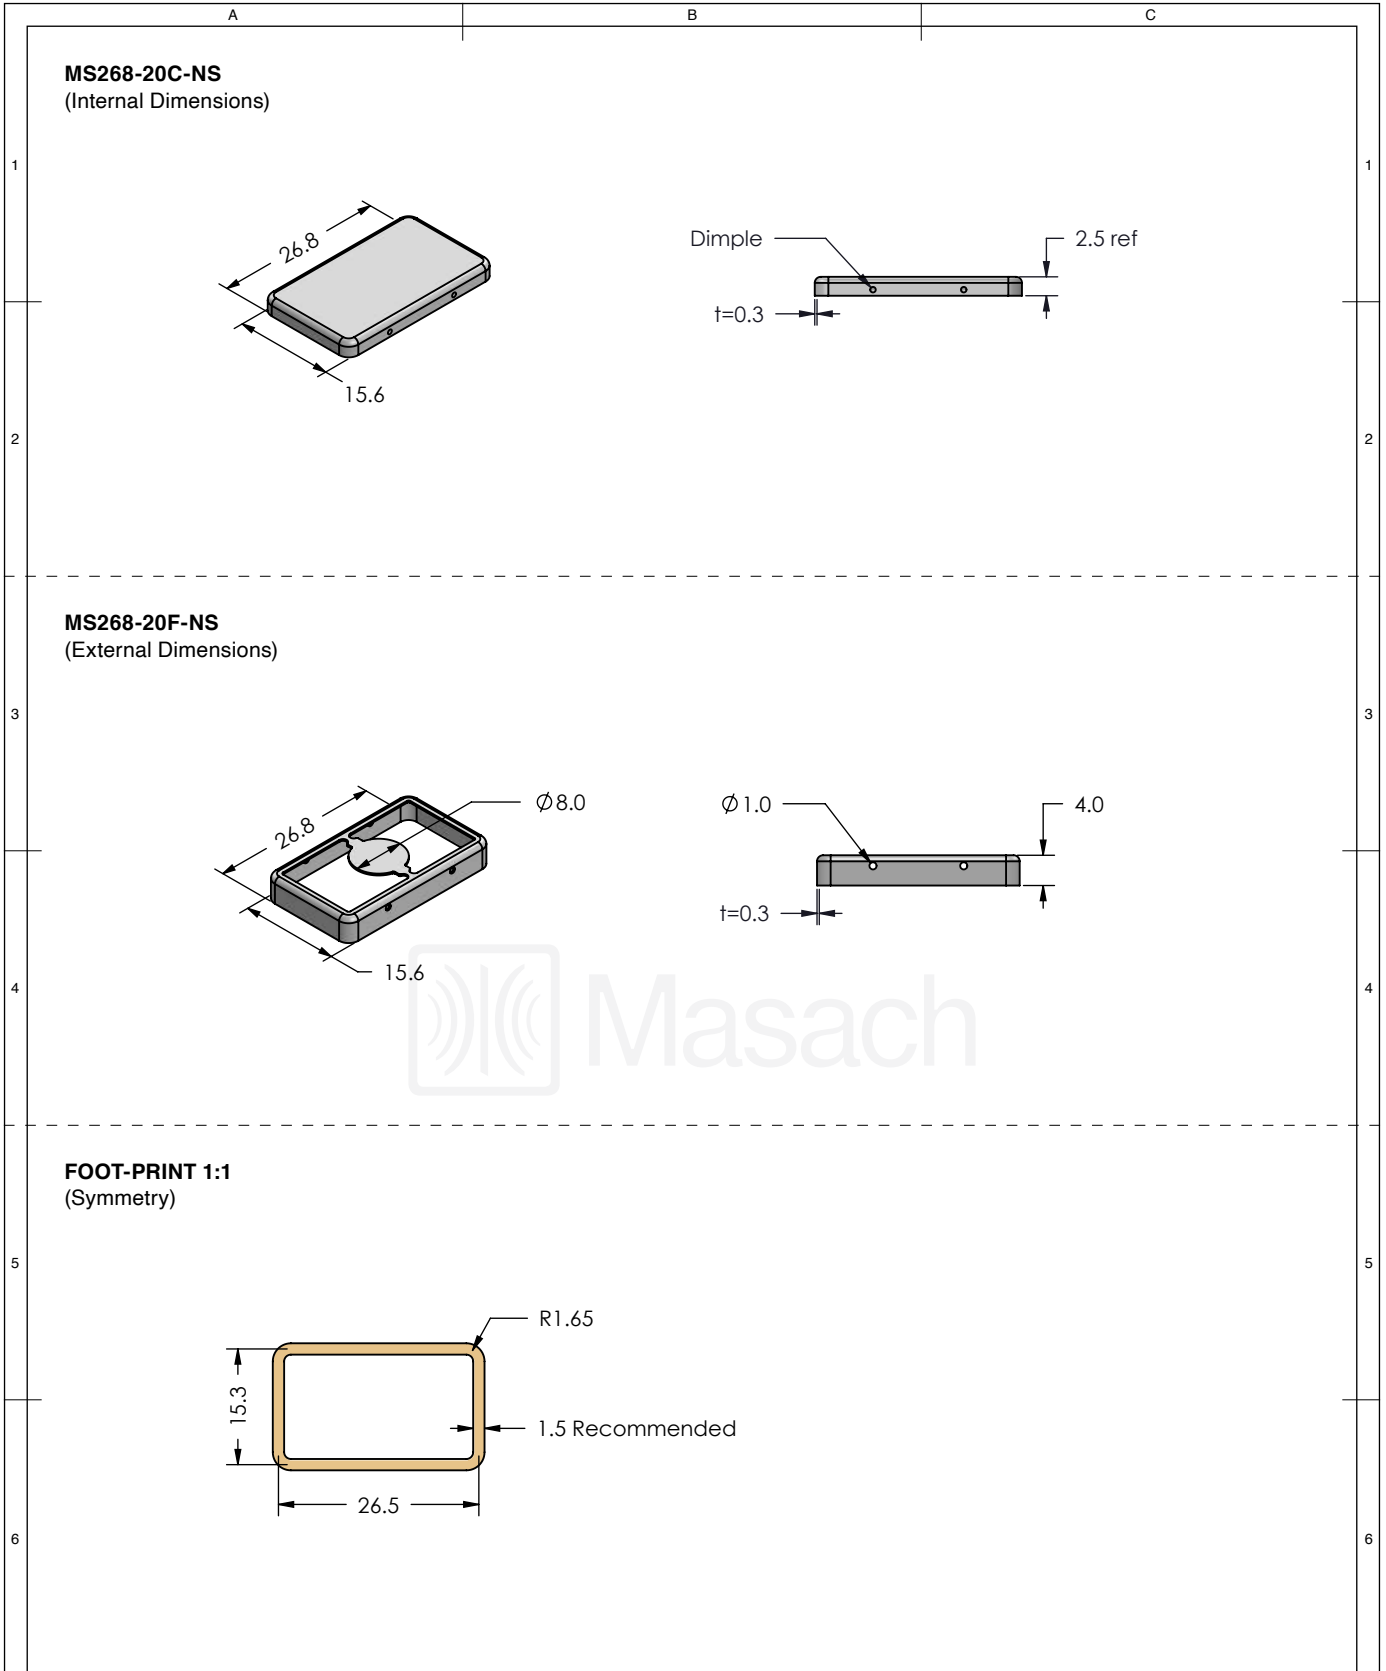 A B C
MS268-20C-NS
(Internal Dimensions)
1 1
26.8
Dimple
2.5 ref
t=0.3
15.6
2 2
MS268-20F-NS
(External Dimensions)
3 3
26.8
Ø8.0
Ø1.0
4.0
t=0.3
15.6
Masach
4 4
FOOT-PRINT 1:1
(Symmetry)
5 5
R1.65
15.3
1.5 Recommended
26.5
6 6